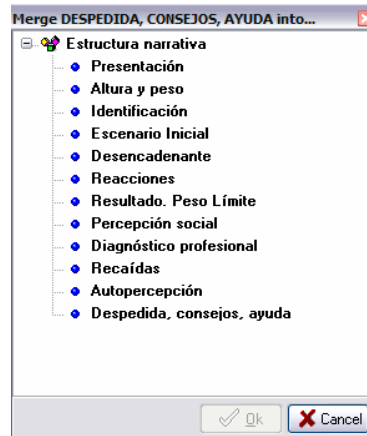 Merge DESPEDIDA, CONSEJOS, AYUDA into...
Estructura narrativa
Presentación
Altura y peso
Identificación
Escenario Inicial
Desencadenante
Reacciones
Resultado. Peso Límite
Percepción social
Diagnóstico profesional
Recaídas
Autopercepción
Despedida, consejos, ayuda
Ok
Cancel